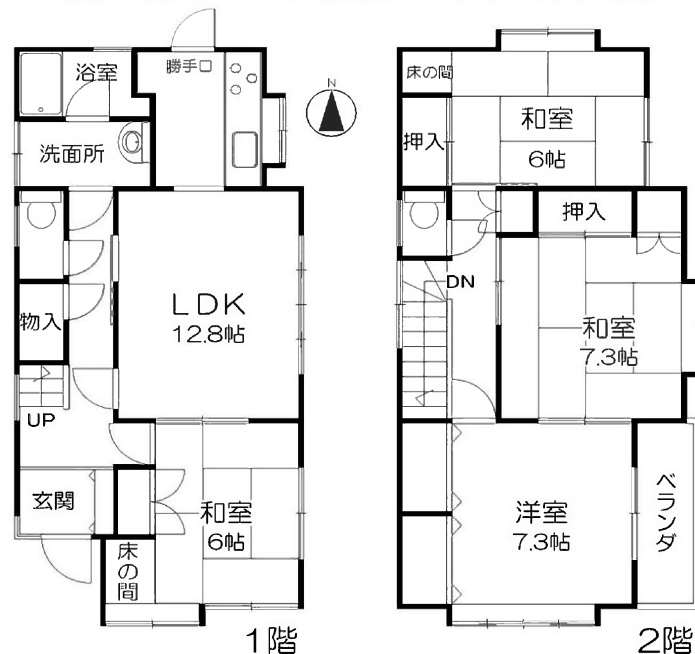 浴室
勝手口
N
洗面所
LDK
12.8帖
物入
UP
玄関
和室
6帖
床の間
1階
床の間
和室
6帖
押入
押入
DN
和室
7.3帖
洋室
7.3帖
ベランダ
2階